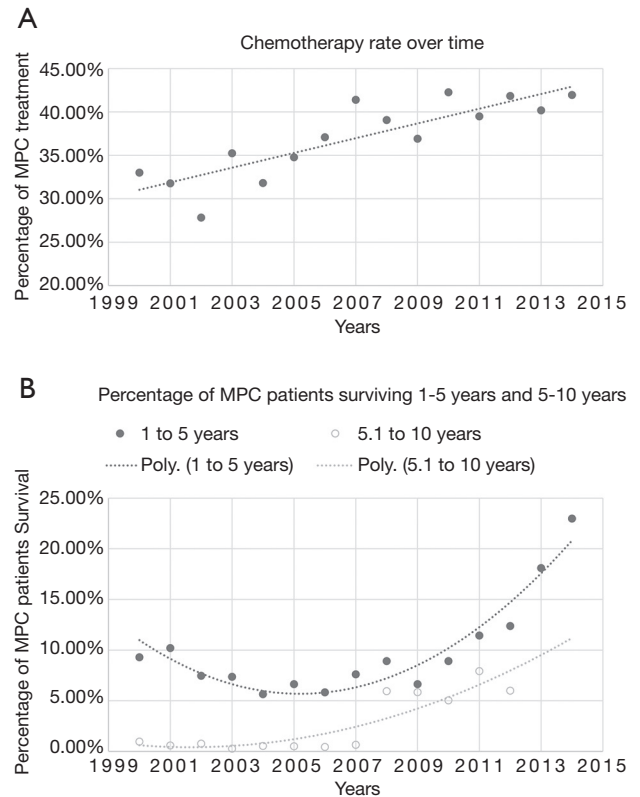 A
Chemotherapy rate over time
Percentage of MPC treatment
45.00%
40.00%
35.00%
30.00%
25.00%
20.00%
1999 2001 2003 2005 2007 2009 2011 2013 2015
Years
B
Percentage of MPC patients surviving 1-5 years and 5-10 years
1 to 5 years 5.1 to 10 years
Poly. (1 to 5 years) Poly. (5.1 to 10 years)
Percentage of MPC patients Survival
25.00%
20.00%
15.00%
10.00%
5.00%
0.00%
1999 2001 2003 2005 2007 2009 2011 2013 2015
Years